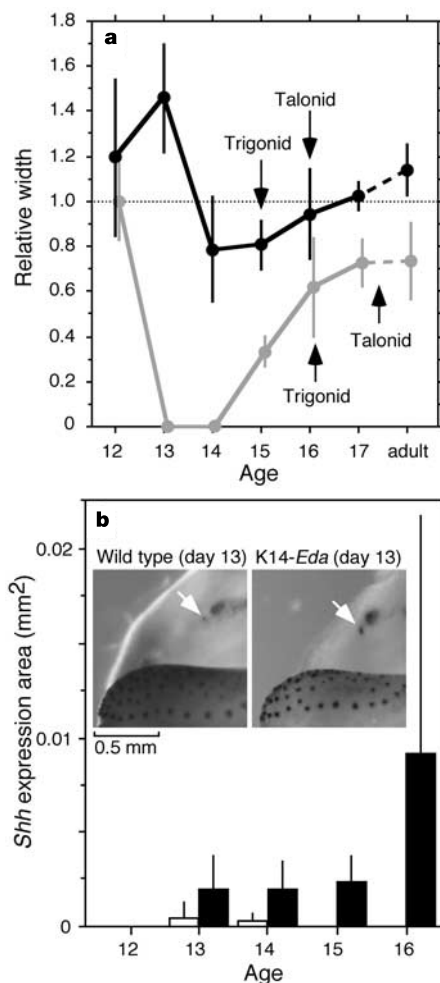 a
1.8
1.6
1.4
1.2
1.0
0.8
0.6
0.4
0.2
0
Relative width
Talonid
Trigonid
Talonid
Trigonid
12 13 14 15 16 17 adult
Age
b
0.02
0.01
0
Shh expression area (mm²)
Wild type (day 13) K14-Eda (day 13)
0.5 mm
12 13 14 15 16
Age